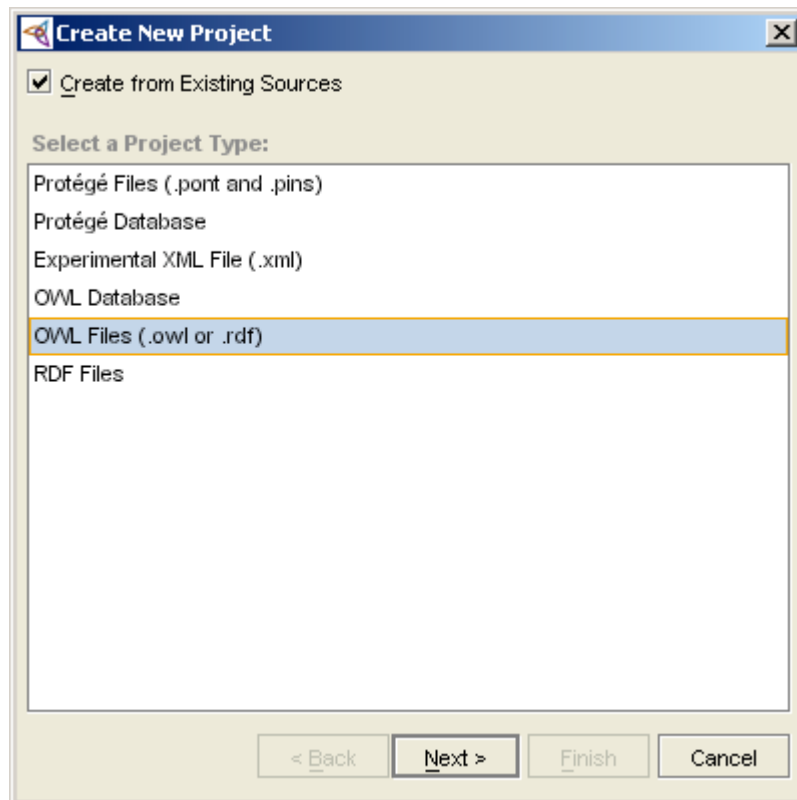 Create New Project
Create from Existing Sources
Select a Project Type:
Protégé Files (.pont and .pins)
Protégé Database
Experimental XML File (.xml)
OWL Database
OWL Files (.owl or .rdf)
RDF Files
< Back Next > Finish Cancel